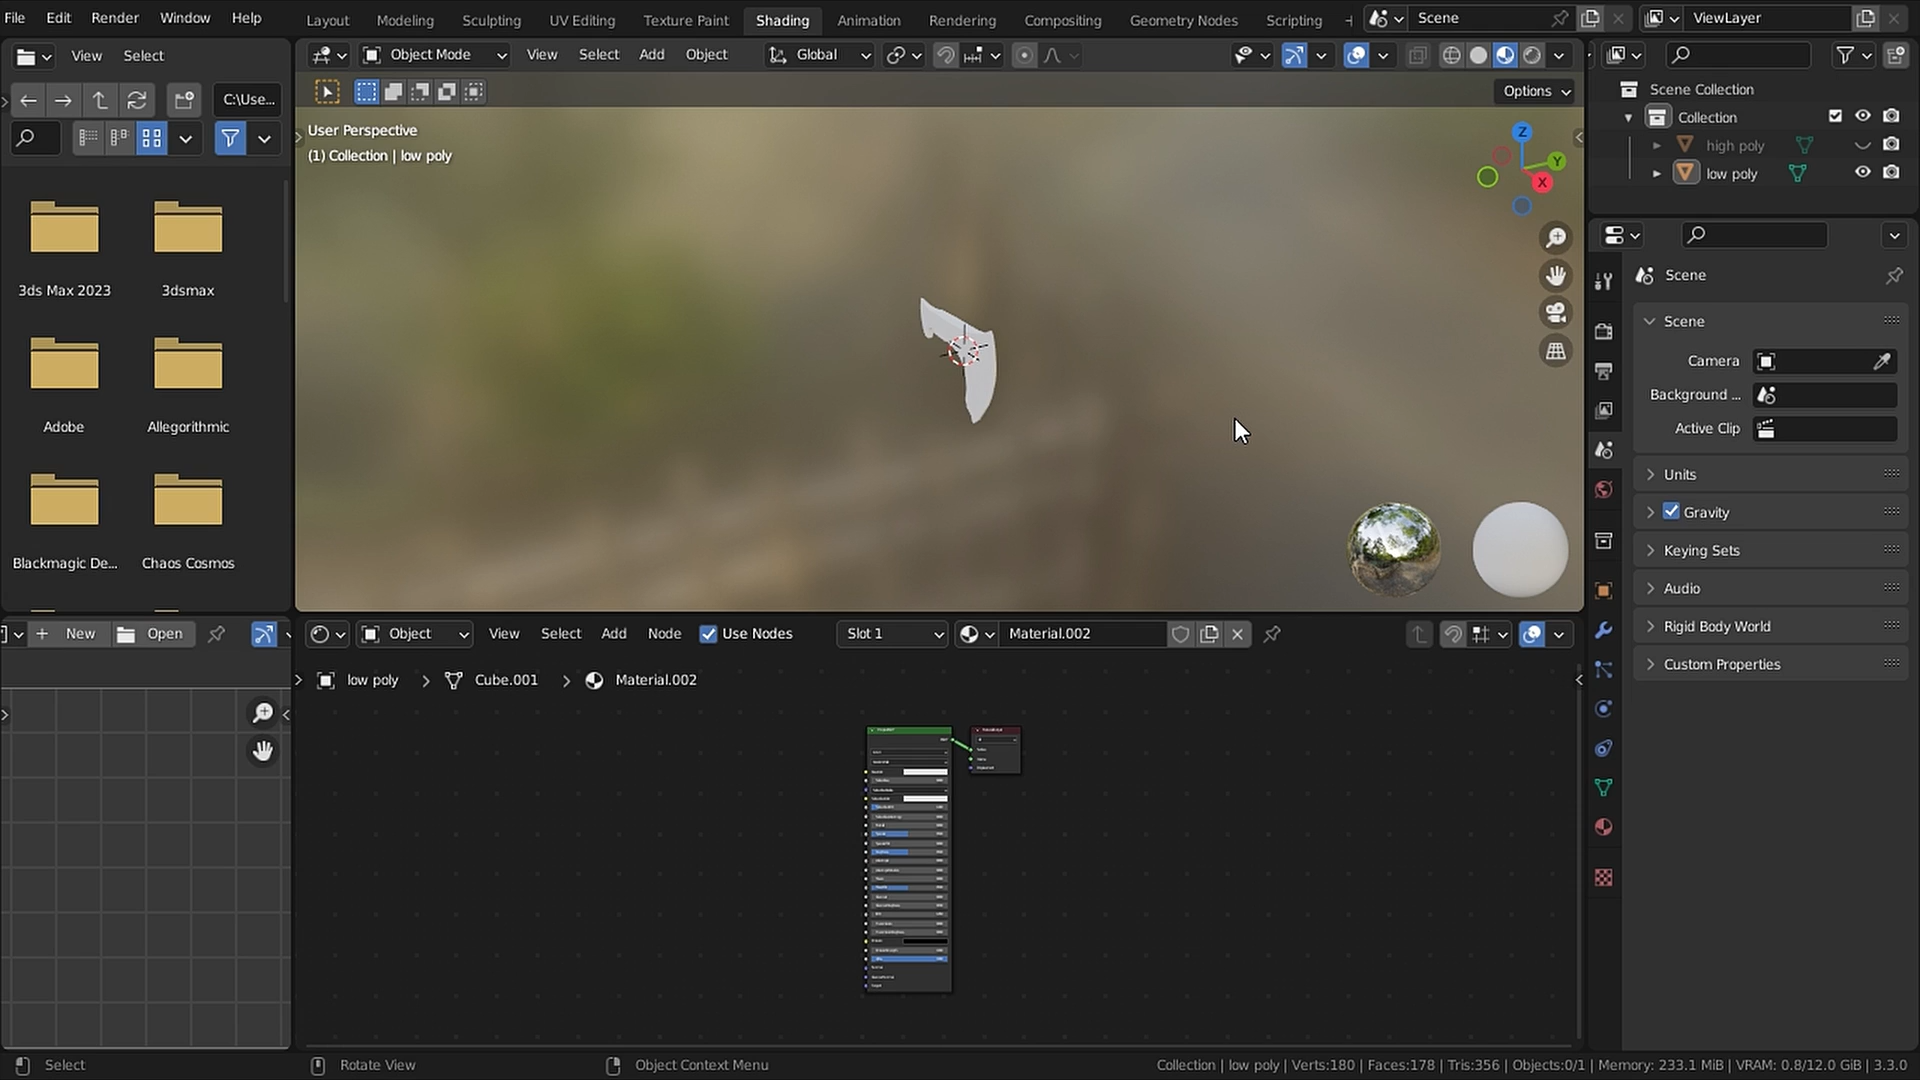 File Edit Render Window Help
Layout Modeling Sculpting UV Editing Texture Paint Shading Animation Rendering Compositing Geometry Nodes Scripting
Scene
ViewLayer
View Select
Object Mode View Select Add Object Global
C:\Use...
Options
User Perspective
(1) Collection | low poly
Z
Y
X
Scene Collection
Collection
high poly
low poly
3ds Max 2023
3dsmax
Adobe
Allegorithmic
Blackmagic De...
Chaos Cosmos
Scene
Scene
Camera
Background ...
Active Clip
Units
Gravity
Keying Sets
Audio
Rigid Body World
Custom Properties
New Open
Object View Select Add Node Use Nodes Slot 1 Material.002
low poly Cube.001 Material.002
Select
Rotate View
Object Context Menu
Collection | low poly | Verts:180 | Faces:178 | Tris:356 | Objects:0/1 | Memory: 233.1 MiB | VRAM: 0.8/12.0 GiB | 3.3.0